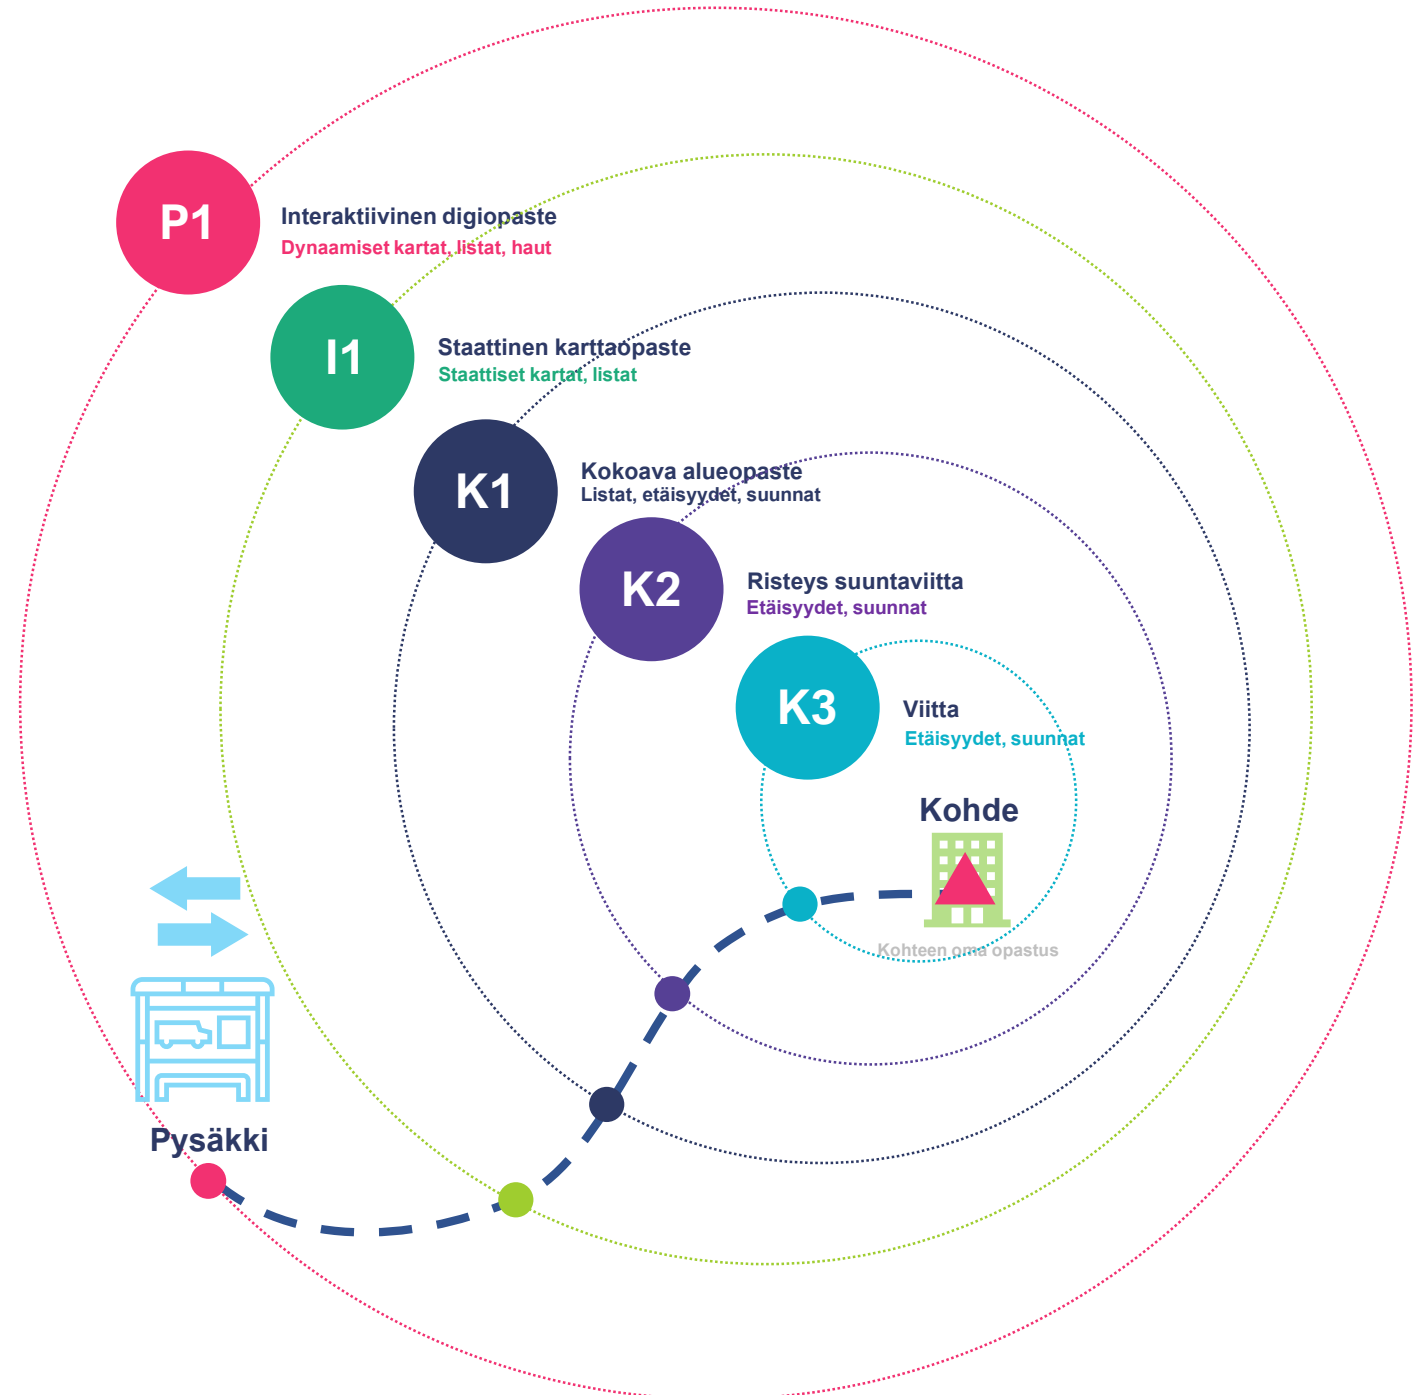 P1
Interaktiivinen digiopaste
Dynaamiset kartat, listat, haut
I1
Staattinen karttaopaste
Staattiset kartat, listat
K1
Kokoava alueopaste
Listat, etäisyydet, suunnat
K2
Risteys suuntaviitta
Etäisyydet, suunnat
K3
Viitta
Etäisyydet, suunnat
Kohde
Kohteen oma opastus
Pysäkki